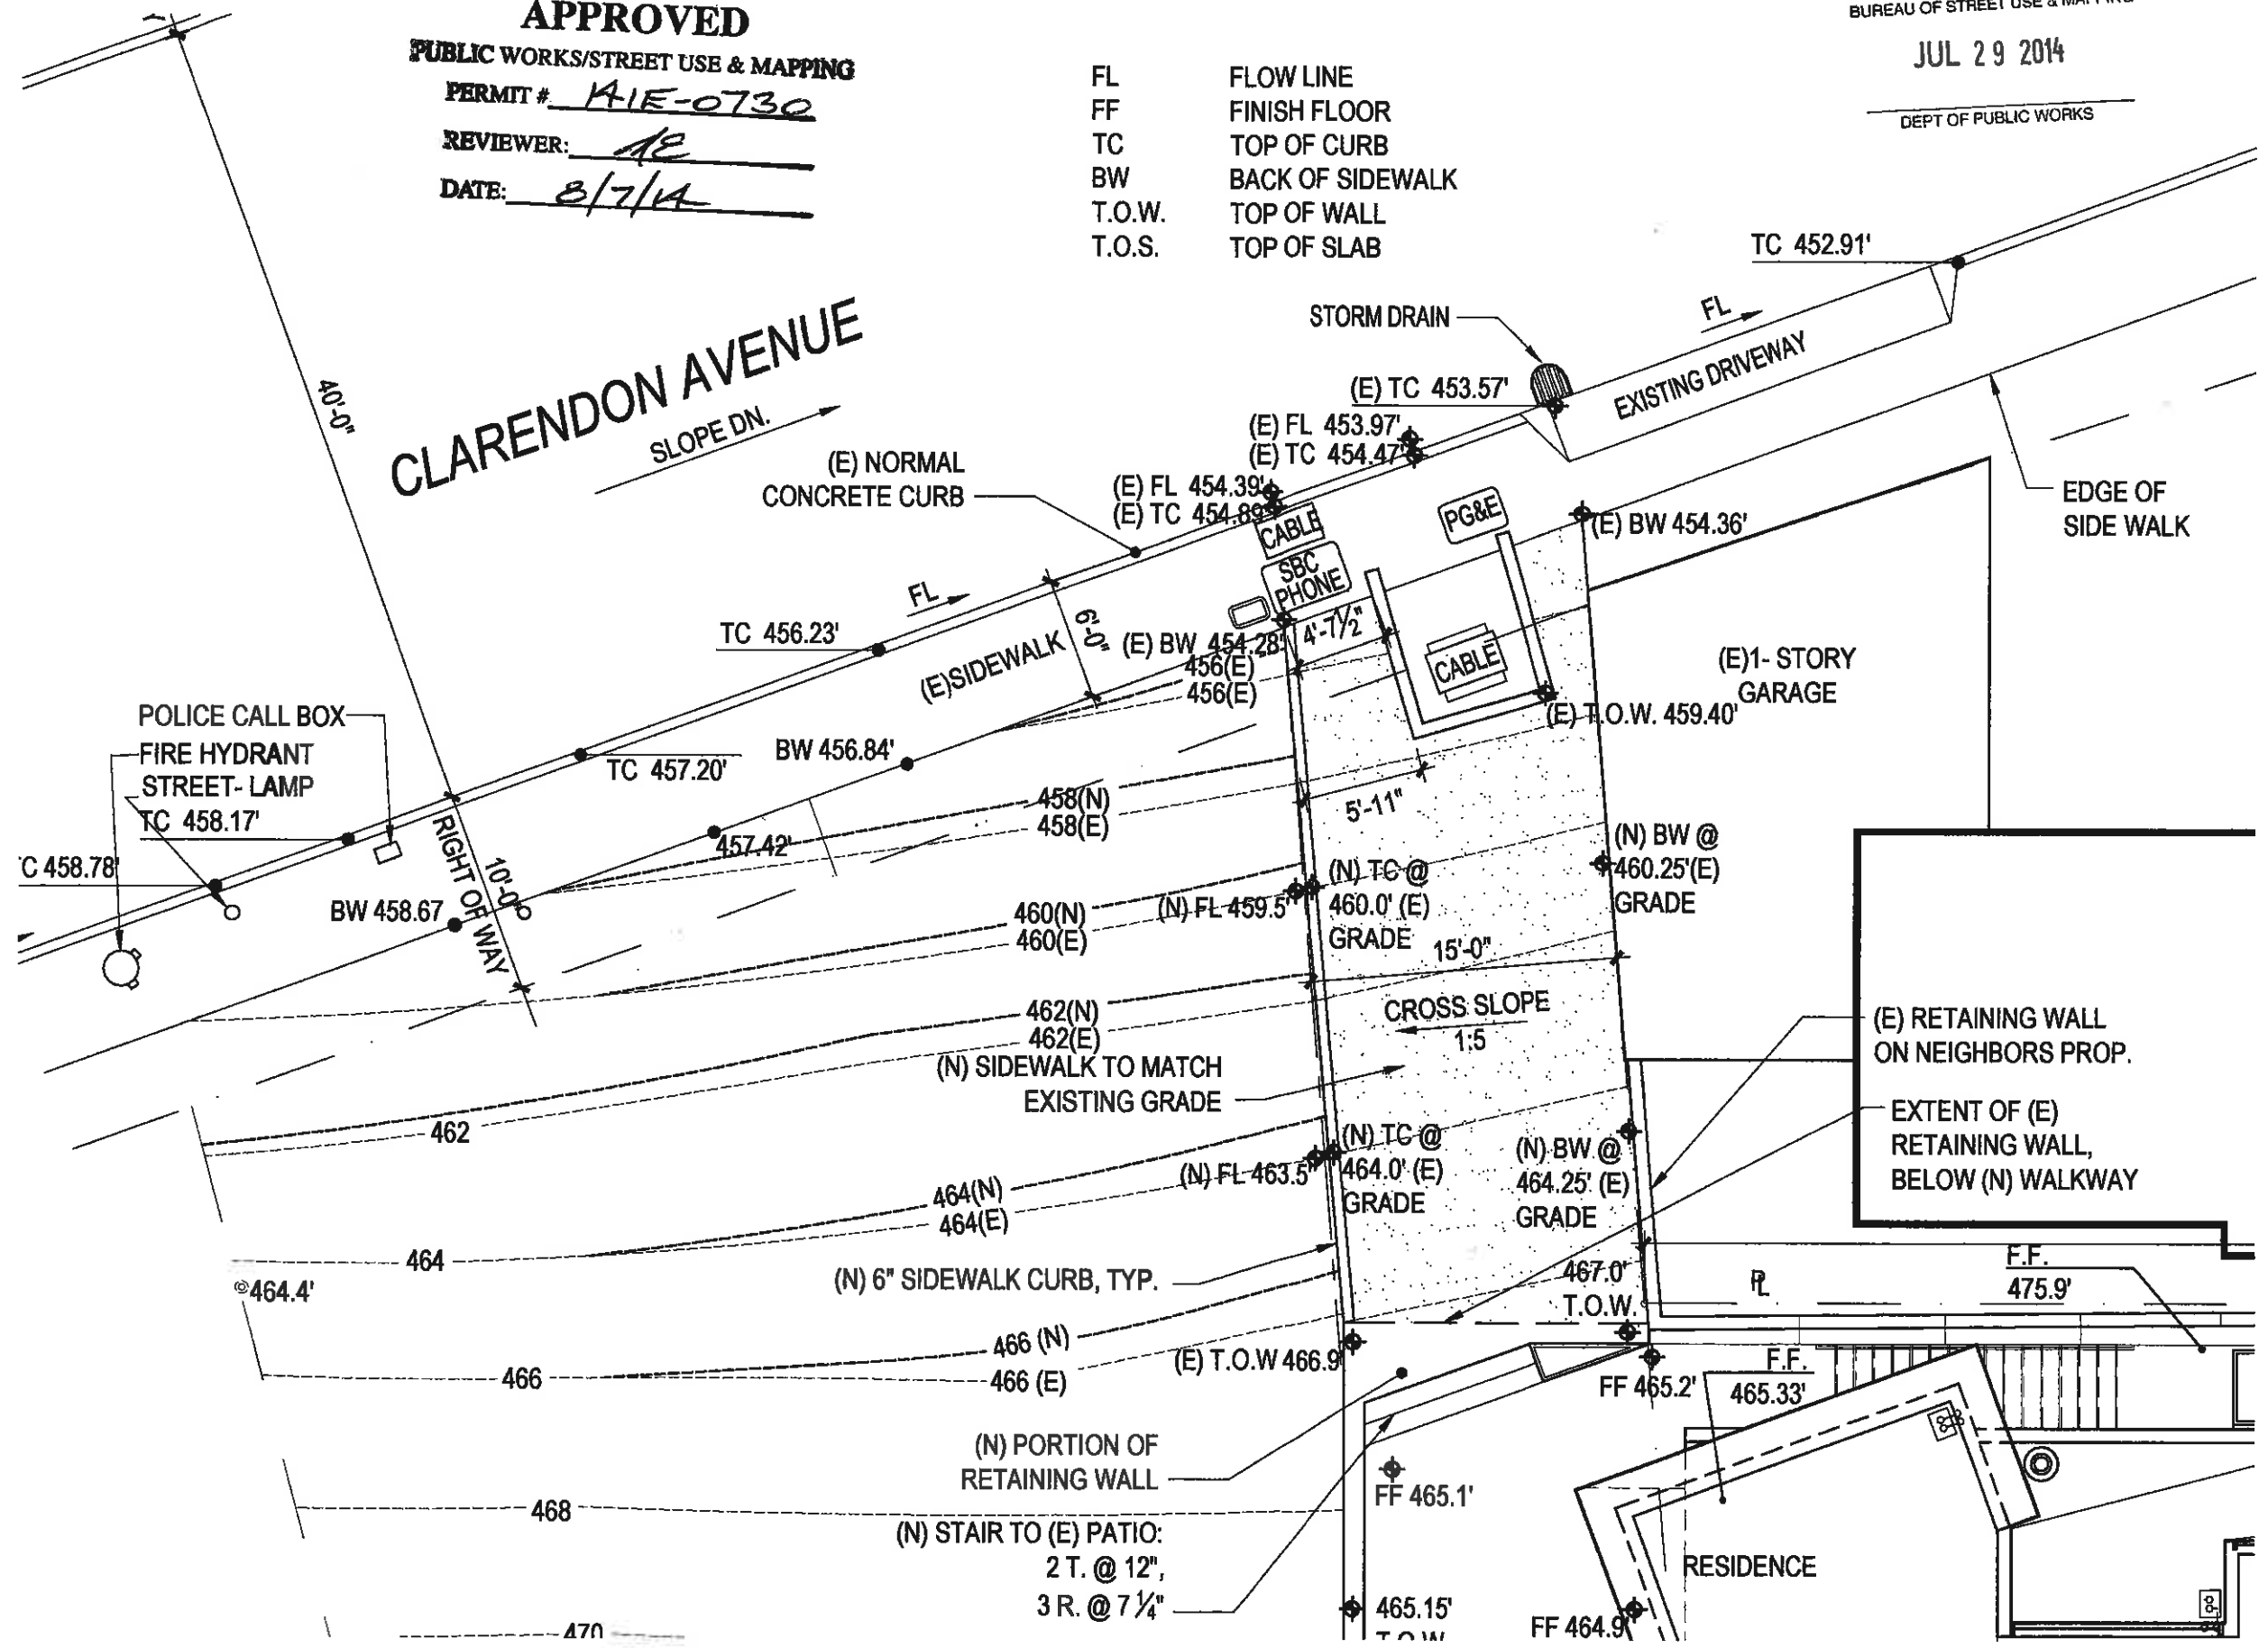 APPROVED
PUBLIC WORKS/STREET USE & MAPPING
PERMIT # 14IE-0730
REVIEWER:
DATE: 8/7/14
BUREAU OF STREET USE & MAPPING
JUL 29 2014
DEPT OF PUBLIC WORKS
FL FLOW LINE
FF FINISH FLOOR
TC TOP OF CURB
BW BACK OF SIDEWALK
T.O.W. TOP OF WALL
T.O.S. TOP OF SLAB
40'-0"
CLARENDON AVENUE
SLOPE DN.
TC 452.91'
STORM DRAIN
FL
EXISTING DRIVEWAY
(E) TC 453.57'
(E) FL 453.97'
(E) TC 454.47'
(E) NORMAL
CONCRETE CURB
(E) FL 454.39'
(E) TC 454.89'
CABLE
SBC
PHONE
PG&E
(E) BW 454.36'
EDGE OF
SIDE WALK
FL
TC 456.23'
(E)SIDEWALK
6'-0"
(E) BW 454.28'
4'-7½"
456(E)
456(E)
CABLE
(E)1- STORY
GARAGE
(E) T.O.W. 459.40'
POLICE CALL BOX
FIRE HYDRANT
STREET- LAMP
TC 458.17'
TC 457.20'
BW 456.84'
458(N)
458(E)
5'-11"
457.42'
C 458.78'
RIGHT OF WAY
10'-0"
BW 458.67
(N) BW @
460.25'(E)
GRADE
(N) TC @
460.0' (E)
GRADE
(N) FL 459.5'
460(N)
460(E)
15'-0"
CROSS SLOPE
1:5
462(N)
462(E)
(N) SIDEWALK TO MATCH
EXISTING GRADE
(E) RETAINING WALL
ON NEIGHBORS PROP.
EXTENT OF (E)
RETAINING WALL,
BELOW (N) WALKWAY
462
(N) TC @
464.0' (E)
GRADE
(N) BW @
464.25' (E)
GRADE
(N) FL 463.5'
464(N)
464(E)
464
464.4'
(N) 6" SIDEWALK CURB, TYP.
467.0'
T.O.W.
PL
F.F.
475.9'
466 (N)
466 (E)
466
(E) T.O.W 466.9'
FF 465.2'
F.F.
465.33'
(N) PORTION OF
RETAINING WALL
FF 465.1'
468
(N) STAIR TO (E) PATIO:
2 T. @ 12",
3 R. @ 7 ¼"
RESIDENCE
465.15'
T.O.W.
FF 464.9'
470